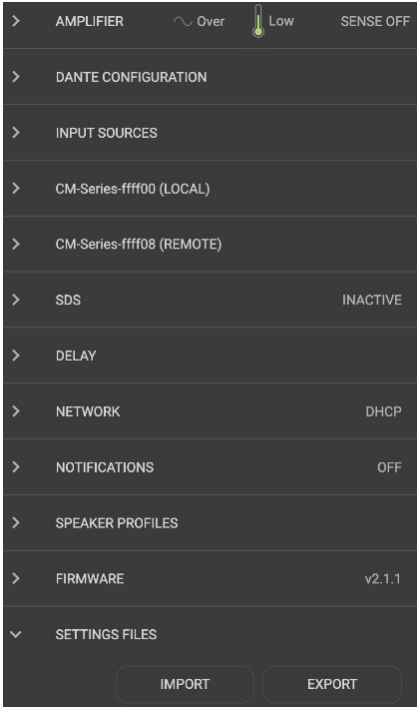 AMPLIFIER Over Low SENSE OFF
DANTE CONFIGURATION
INPUT SOURCES
CM-Series-ffff00 (LOCAL)
CM-Series-ffff08 (REMOTE)
SDS INACTIVE
DELAY
NETWORK DHCP
NOTIFICATIONS OFF
SPEAKER PROFILES
FIRMWARE v2.1.1
SETTINGS FILES
IMPORT EXPORT